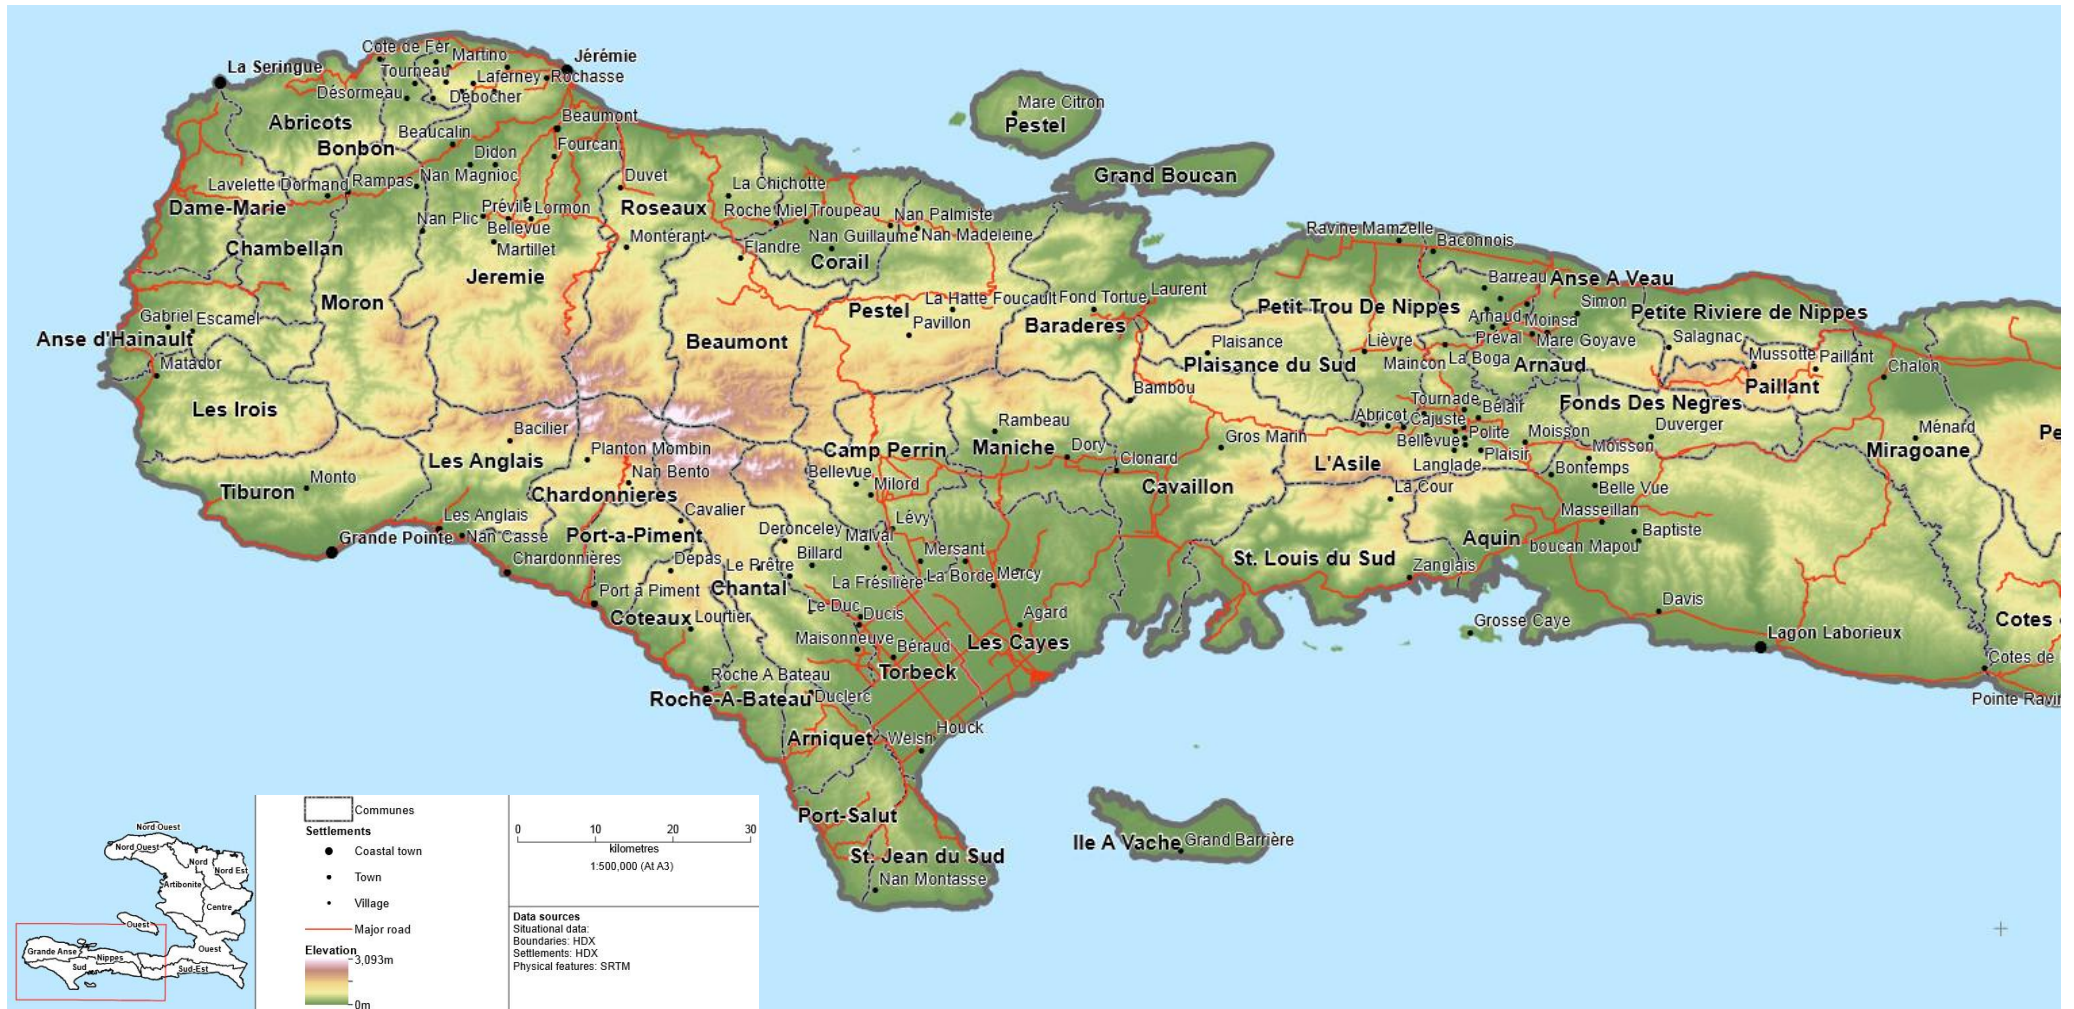 Côte de Fer
Martino
Jérémie
La Seringue
Tourneau
Laferney
Rochasse
Désormeau
Débocher
Mare Citron
Pestel
Abricots
Beaumont
Beaucalin
Bonbon
Fourcan
Didon
Lavelette
Dormand
Rampas
Nan Magnioc
Duvet
La Chichotte
Grand Boucan
Dame-Marie
Préville
Lormon
Roseaux
Roche Miel
Troupeau
Nan Palmiste
Nan Plic
Bellevue
Montérant
Nan Guillaume
Nan Madeleine
Ravine Mamzelle
Baconnois
Chambellan
Martillet
Flandre
Corail
Jeremie
Barreau
Anse A Veau
Moron
La Hatte Foucault
Fond Tortue
Laurent
Simon
Gabriel
Escamel
Pestel
Pavillon
Baraderes
Petit Trou De Nippes
Arnaud
Moinsa
Petite Riviere de Nippes
Anse d'Hainault
Beaumont
Plaisance
Lièvre
Préval
Mare Goyave
Salagnac
Matador
Plaisance du Sud
Maincon
La Boga
Arnaud
Mussotte
Paillant
Chalon
Bambou
Paillant
Les Irois
Tournade
Bélair
Fonds Des Negres
Abricot
Cajuste
Rambeau
Duverger
Ménard
Bacilier
Planton Mombin
Camp Perrin
Maniche
Dory
Gros Marin
Bellevue
Polite
Moisson
Moisson
Miragoane
Pe
Les Anglais
Nan Bento
Bellevue
Clonard
L'Asile
Langlade
Plaisir
Bontemps
Monto
Tiburon
Chardonnieres
Milord
Cavaillon
La Cour
Belle Vue
Les Anglais
Cavalier
Lévy
Masseillan
Grande Pointe
Nan Casse
Port-a-Piment
Deronceley
Malval
Aquin
boucan Mapou
Baptiste
Chardonnières
Depas
Le Prêtre
Billard
Mersant
St. Louis du Sud
Zanglais
Port à Piment
Chantal
La Frésilière
La Borde
Mercy
Coteaux
Lourtier
Le Duc
Ducis
Agard
Davis
Grosse Caye
Cotes
Maisonneuve
Béraud
Les Cayes
Lagon Laborieux
Torbeck
Cotes de
Roche A Bateau
Roche-A-Bateau
Duclerc
Pointe Ravin
Arniquet
Welsh
Houck
Port-Salut
Ile A Vache
Grand Barrière
St. Jean du Sud
Nan Montasse
Nord Ouest
Nord Ouest
Nord
Nord Est
Artibonite
Centre
Ouest
Ouest
Grande Anse
Nippes
Sud
Sud-Est
Communes
Settlements
Coastal town
Town
Village
Major road
Elevation
3,093m
0m
0 10 20 30
kilometres
1:500,000 (At A3)
Data sources
Situational data:
Boundaries: HDX
Settlements: HDX
Physical features: SRTM